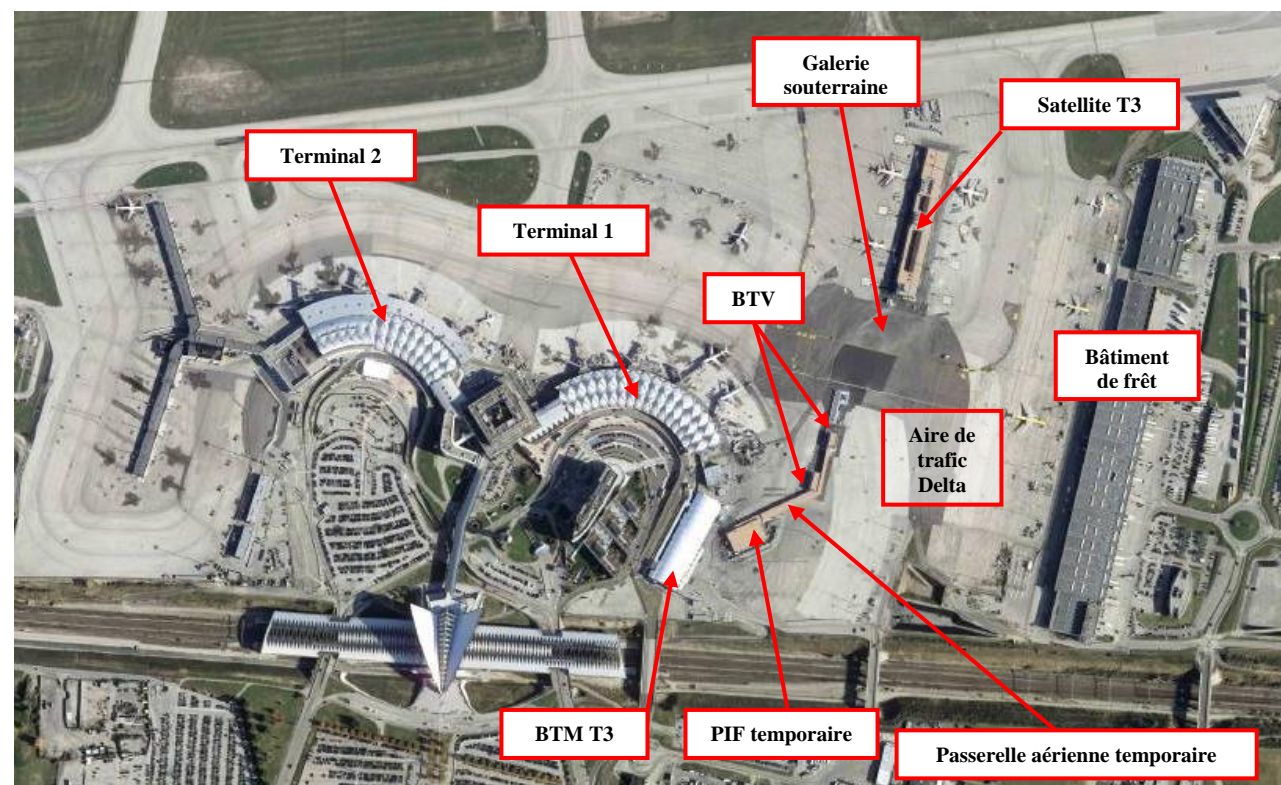 Galerie
souterraine
Satellite T3
Terminal 2
Terminal 1
BTV
Bâtiment
de frêt
Aire de
trafic
Delta
BTM T3
PIF temporaire
Passerelle aérienne temporaire